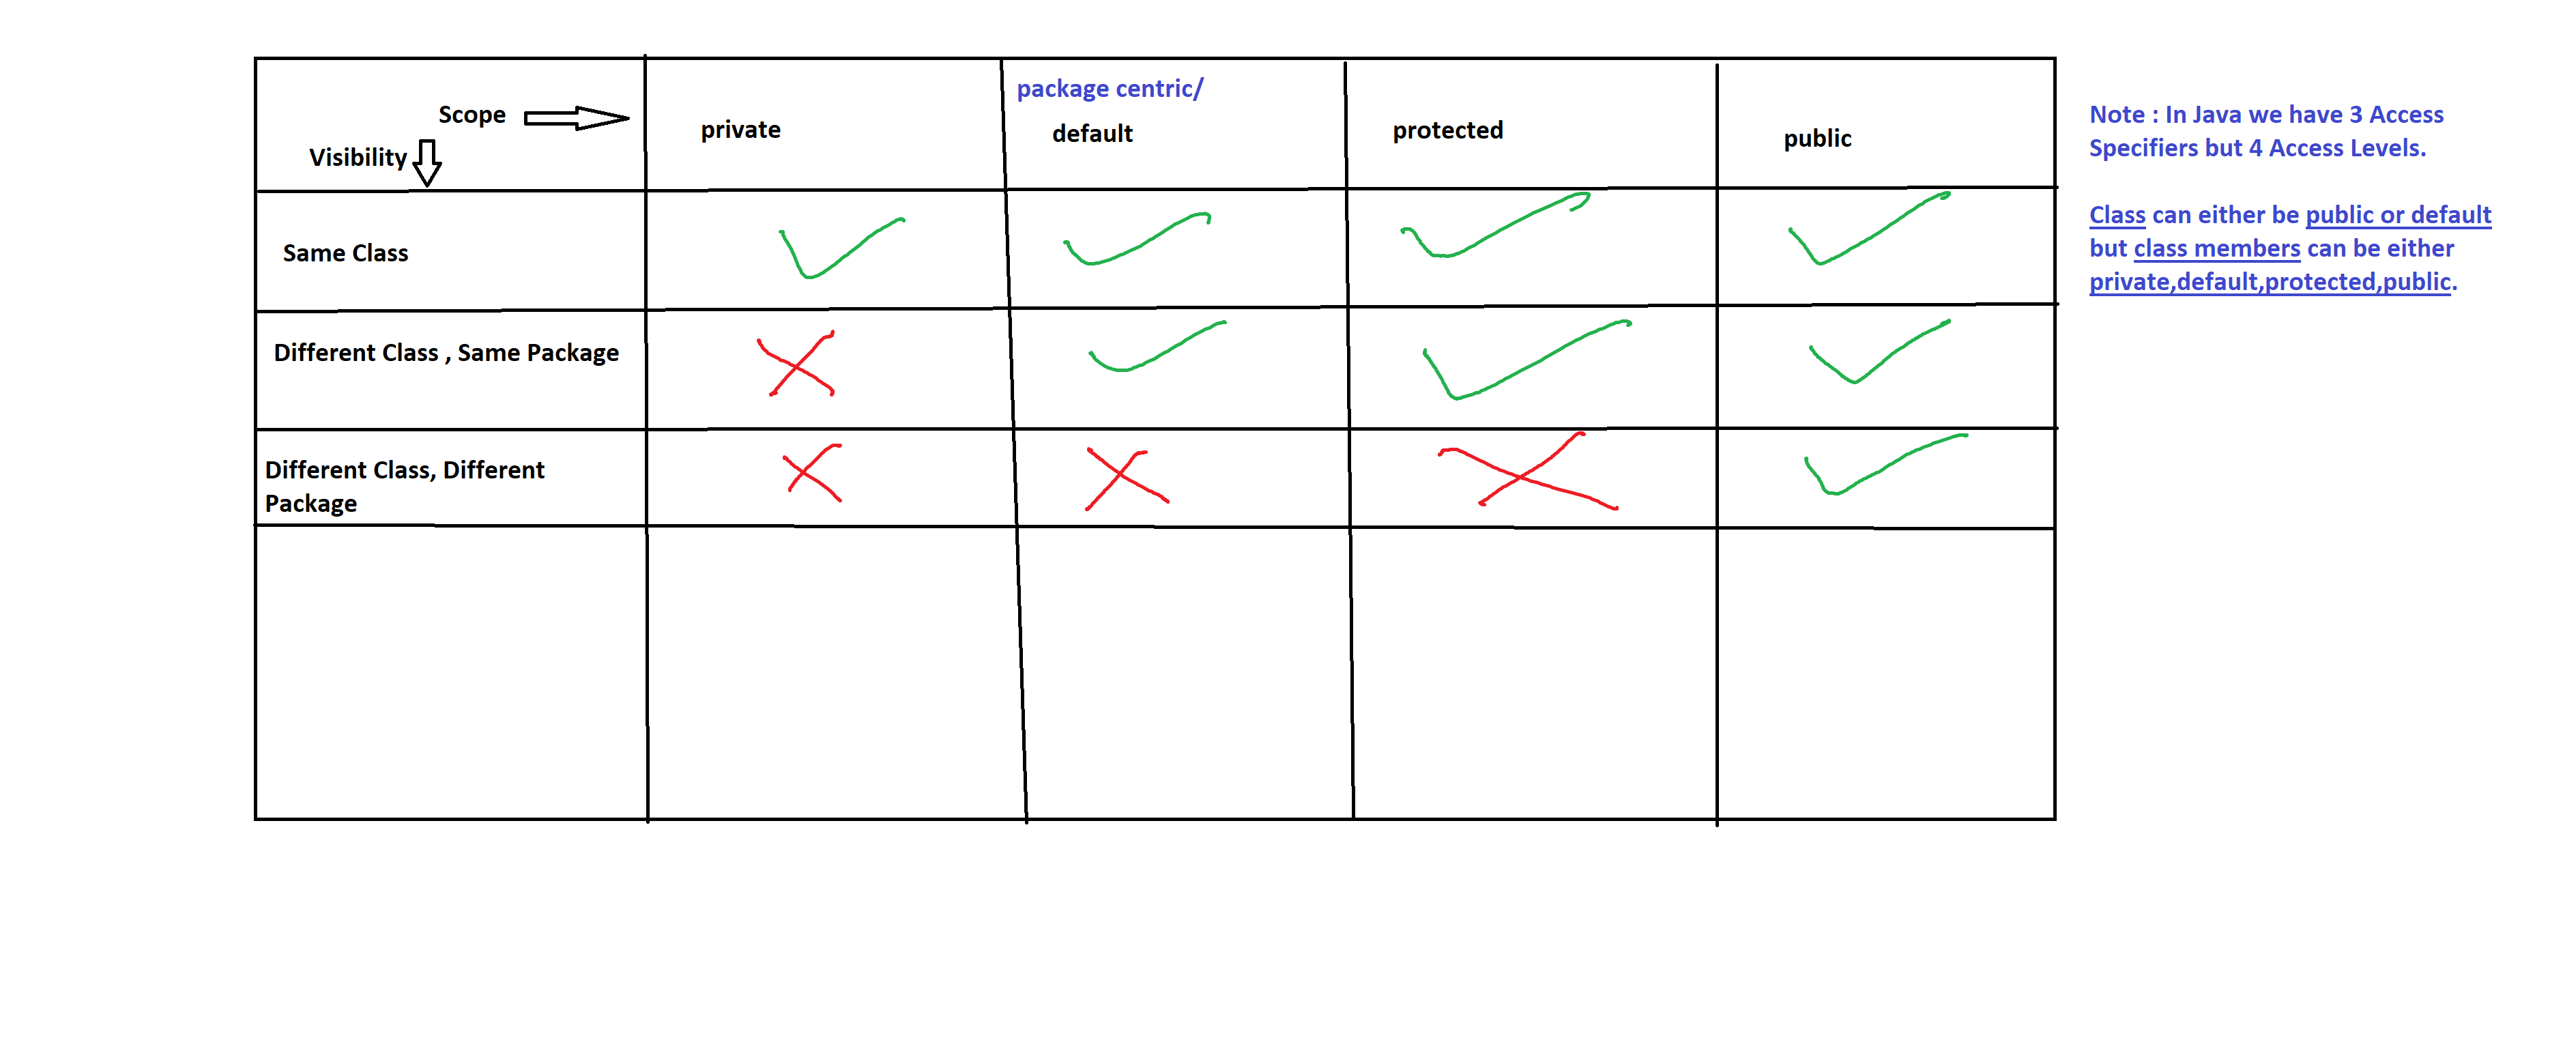 Scope
Visibility
private
package centric/
default
protected
public
Same Class
Different Class , Same Package
Different Class, Different
Package
Note : In Java we have 3 Access
Specifiers but 4 Access Levels.
Class can either be public or default
but class members can be either
private,default,protected,public.